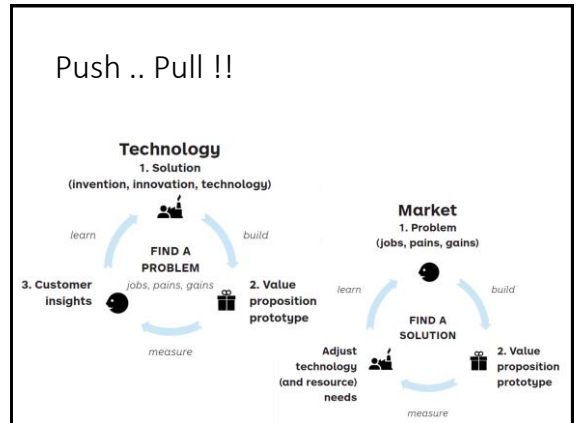 Push .. Pull !!
Technology
1. Solution
(invention, innovation, technology)
learn
build
FIND A
PROBLEM
jobs, pains, gains
3. Customer
insights
2. Value
proposition
prototype
measure
Market
1. Problem
(jobs, pains, gains)
learn
build
FIND A
SOLUTION
Adjust
technology
(and resource)
needs
2. Value
proposition
prototype
measure